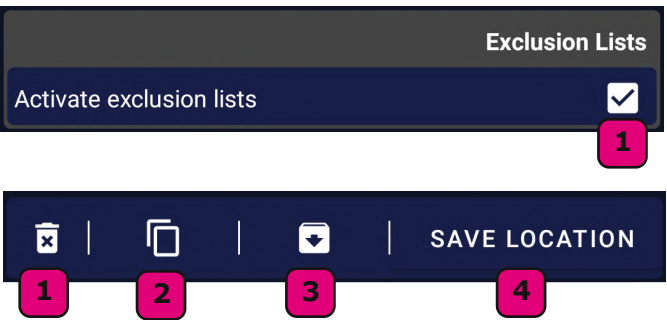 Exclusion Lists
Activate exclusion lists
1
SAVE LOCATION
1 2 3 4